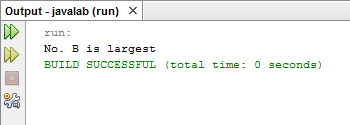 Output - javalab (run) ×
run:
No. B is largest
BUILD SUCCESSFUL (total time: 0 seconds)